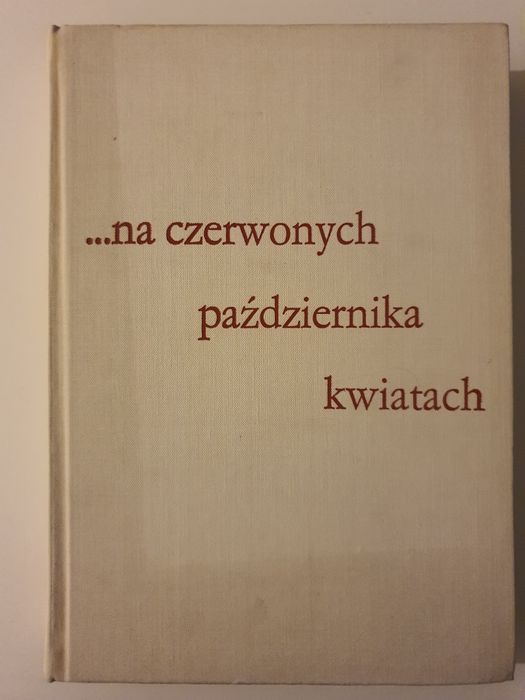 ...na czerwonych
października
kwiatach